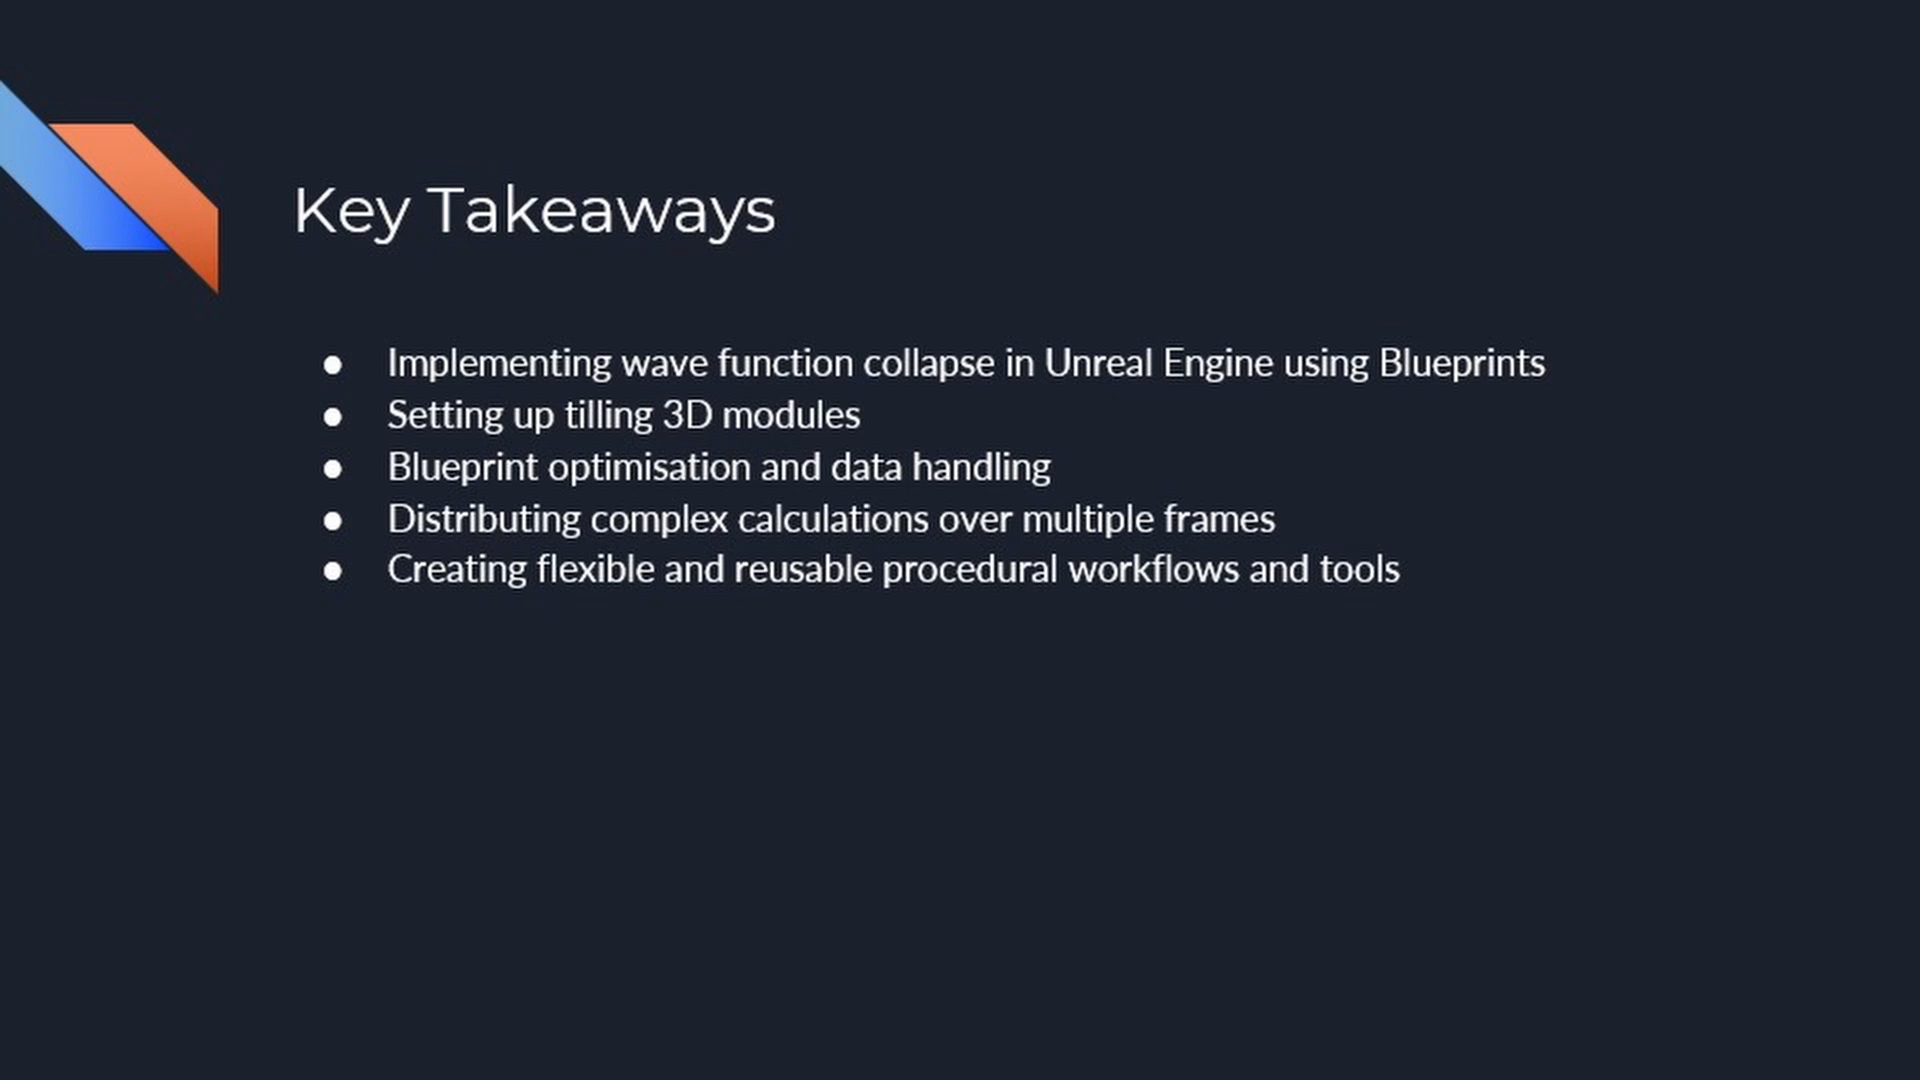 Key Takeaways
● Implementing wave function collapse in Unreal Engine using Blueprints
● Setting up tilling 3D modules
● Blueprint optimisation and data handling
● Distributing complex calculations over multiple frames
● Creating flexible and reusable procedural workflows and tools